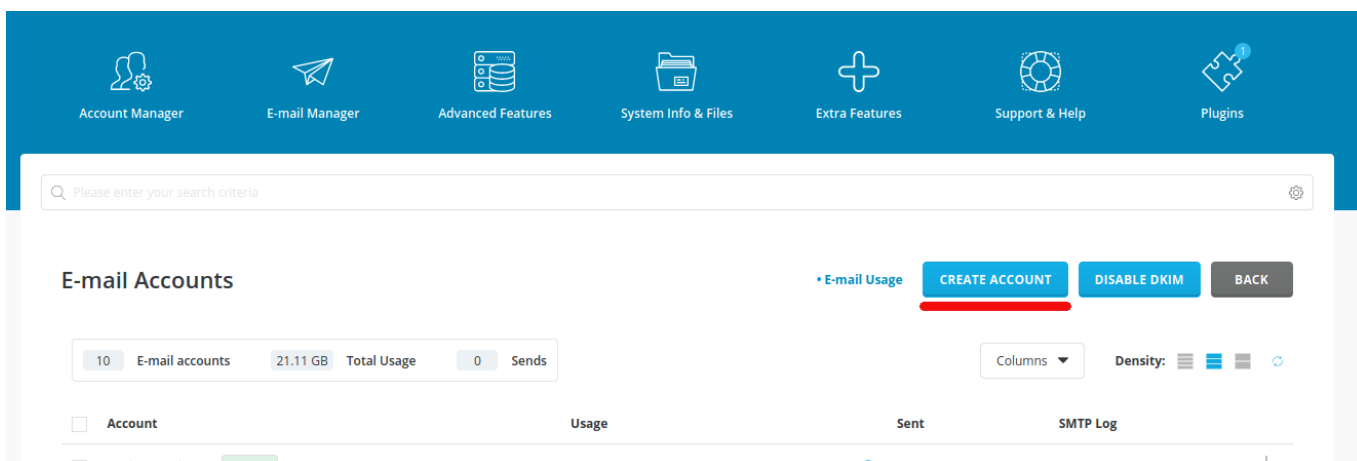 1
Account Manager E-mail Manager Advanced Features System Info & Files Extra Features Support & Help Plugins
Please enter your search criteria
E-mail Accounts • E-mail Usage CREATE ACCOUNT DISABLE DKIM BACK
10 E-mail accounts 21.11 GB Total Usage 0 Sends Columns Density:
Account Usage Sent SMTP Log